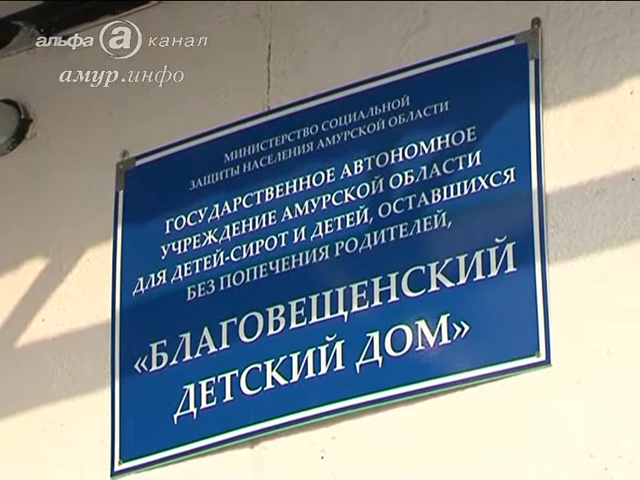 альфа а канал
амур.инфо
МИНИСТЕРСТВО СОЦИАЛЬНОЙ
ЗАЩИТЫ НАСЕЛЕНИЯ АМУРСКОЙ ОБЛАСТИ
ГОСУДАРСТВЕННОЕ АВТОНОМНОЕ
УЧРЕЖДЕНИЕ АМУРСКОЙ ОБЛАСТИ
ДЛЯ ДЕТЕЙ-СИРОТ И ДЕТЕЙ, ОСТАВШИХСЯ
БЕЗ ПОПЕЧЕНИЯ РОДИТЕЛЕЙ,
«БЛАГОВЕЩЕНСКИЙ
ДЕТСКИЙ ДОМ»